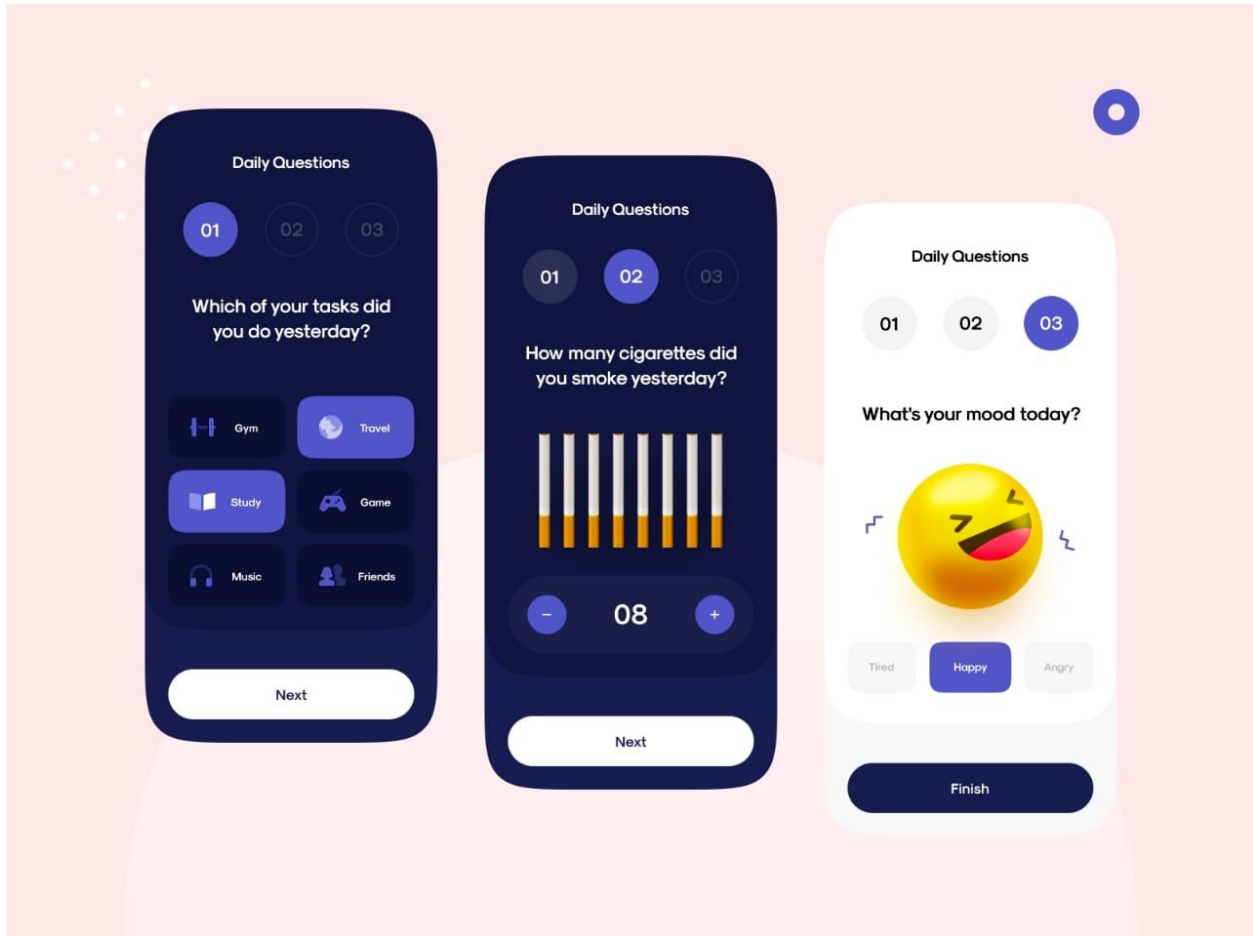 Daily Questions
01 02 03
Which of your tasks did
you do yesterday?
Gym Travel
Study Game
Music Friends
Next
Daily Questions
01 02 03
How many cigarettes did
you smoke yesterday?
- 08 +
Next
Daily Questions
01 02 03
What's your mood today?
Tired Happy Angry
Finish